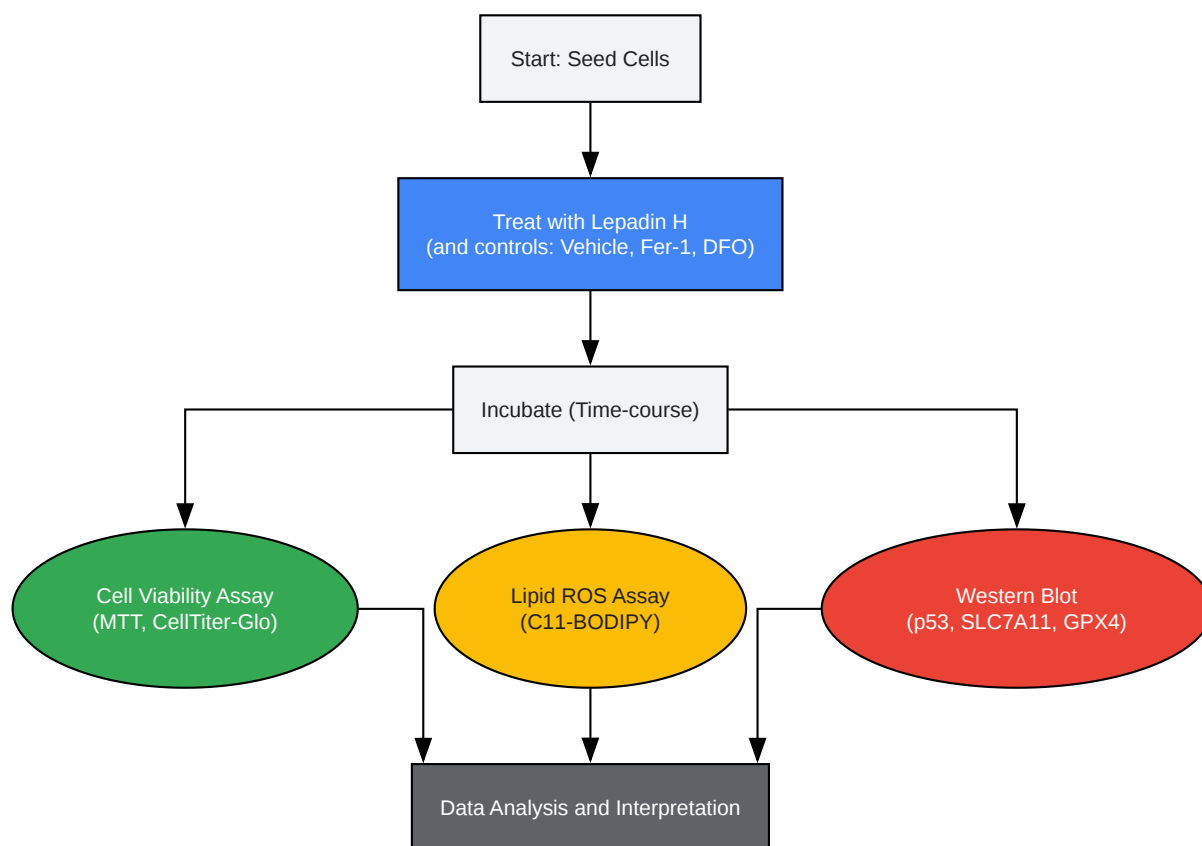 Start: Seed Cells
Treat with Lepadin H
(and controls: Vehicle, Fer-1, DFO)
Incubate (Time-course)
Cell Viability Assay
(MTT, CellTiter-Glo)
Lipid ROS Assay
(C11-BODIPY)
Western Blot
(p53, SLC7A11, GPX4)
Data Analysis and Interpretation